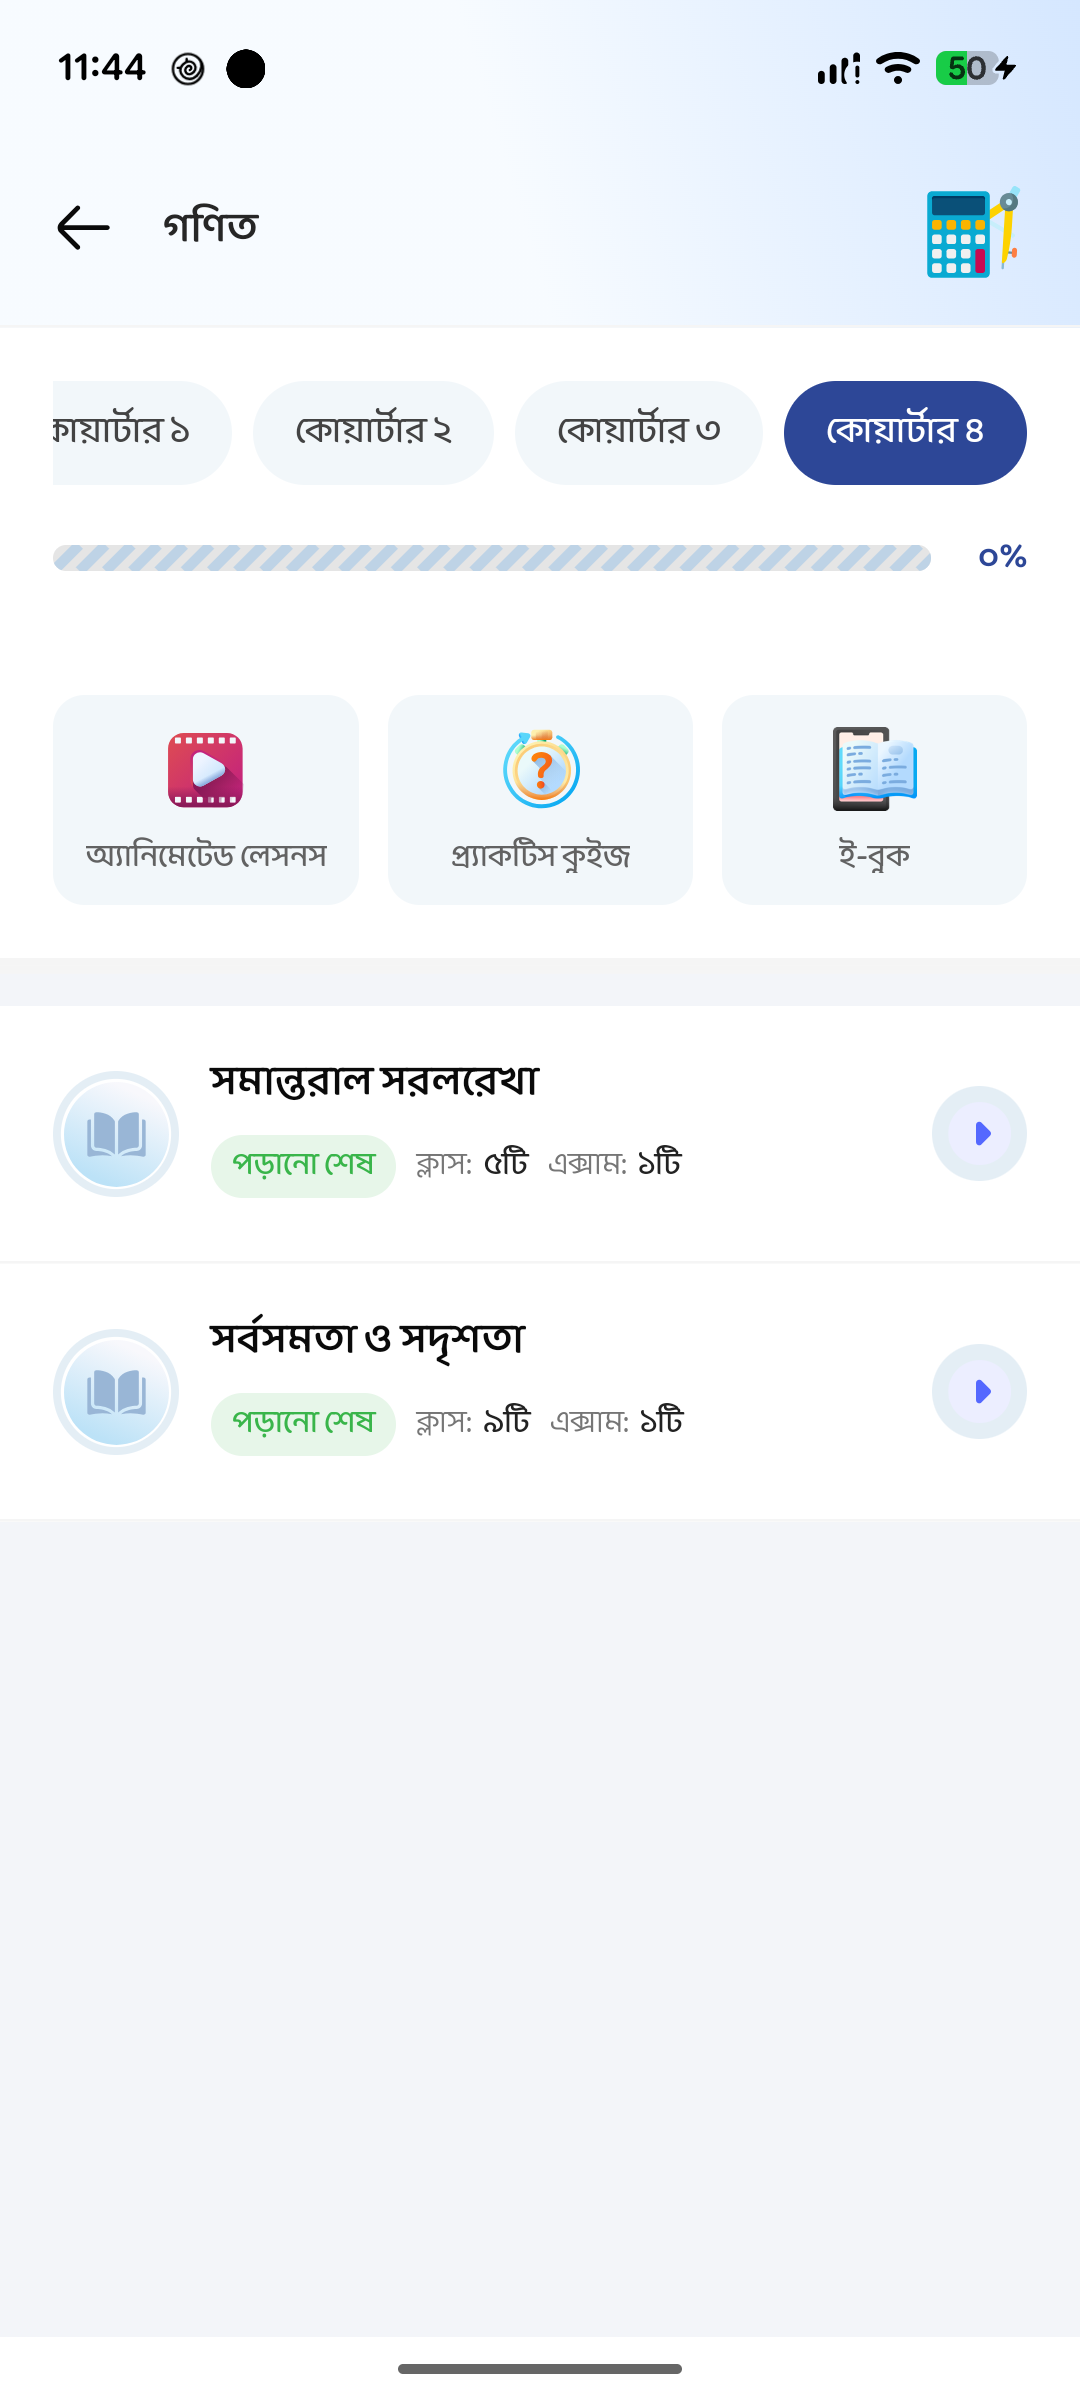 11:44 50
গণিত
কোয়ার্টার ১ কোয়ার্টার ২ কোয়ার্টার ৩ কোয়ার্টার ৪
০%
অ্যানিমেটেড লেসনস প্র্যাকটিস কুইজ ই-বুক
সমান্তরাল সরলরেখা
পড়ানো শেষ ক্লাস: ৫টি এক্সাম: ১টি
সর্বসমতা ও সদৃশতা
পড়ানো শেষ ক্লাস: ৯টি এক্সাম: ১টি